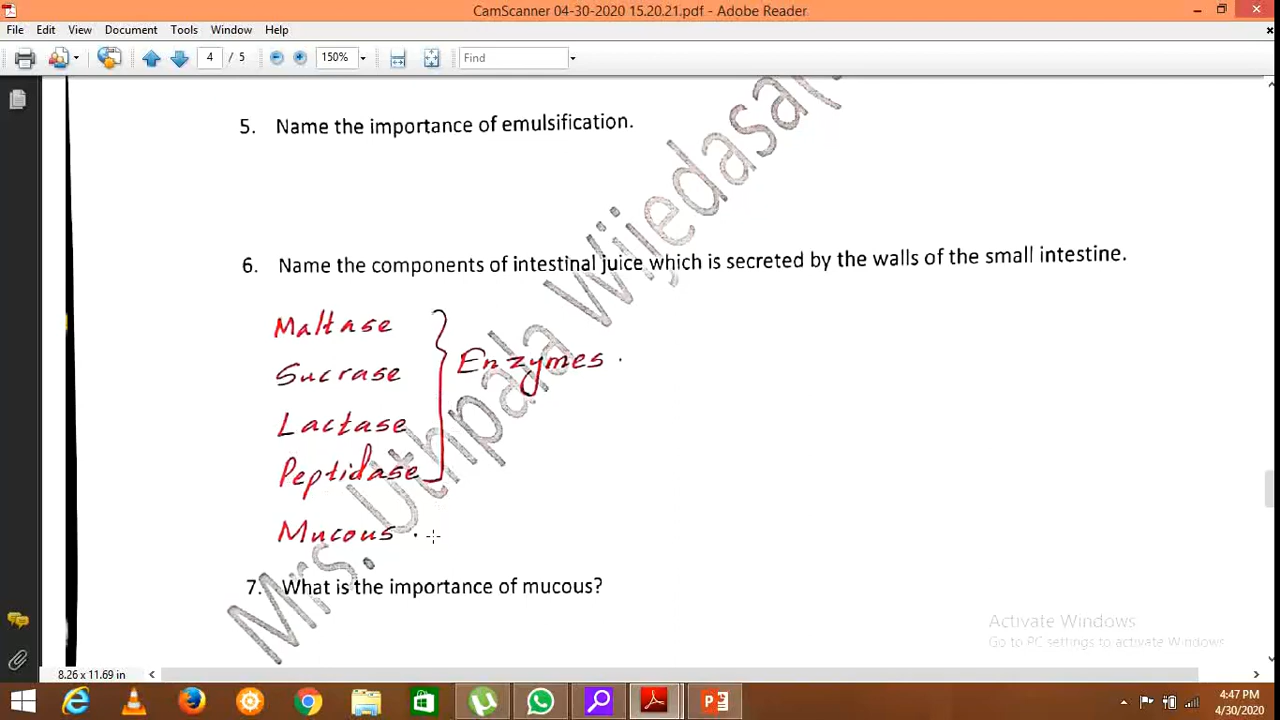 CamScanner 04-30-2020 15.20.21.pdf - Adobe Reader
File Edit View Document Tools Window Help
4 / 5 150% Find
5. Name the importance of emulsification.
6. Name the components of intestinal juice which is secreted by the walls of the small intestine.
Maltase
Sucrase
Enzymes.
Lactase
Peptidase
Mucous.
7. What is the importance of mucous?
Mrs. Uthpala
Activate Windows
Go to PC settings to activate Windows
8.26 x 11.69 in
4:47 PM
4/30/2020